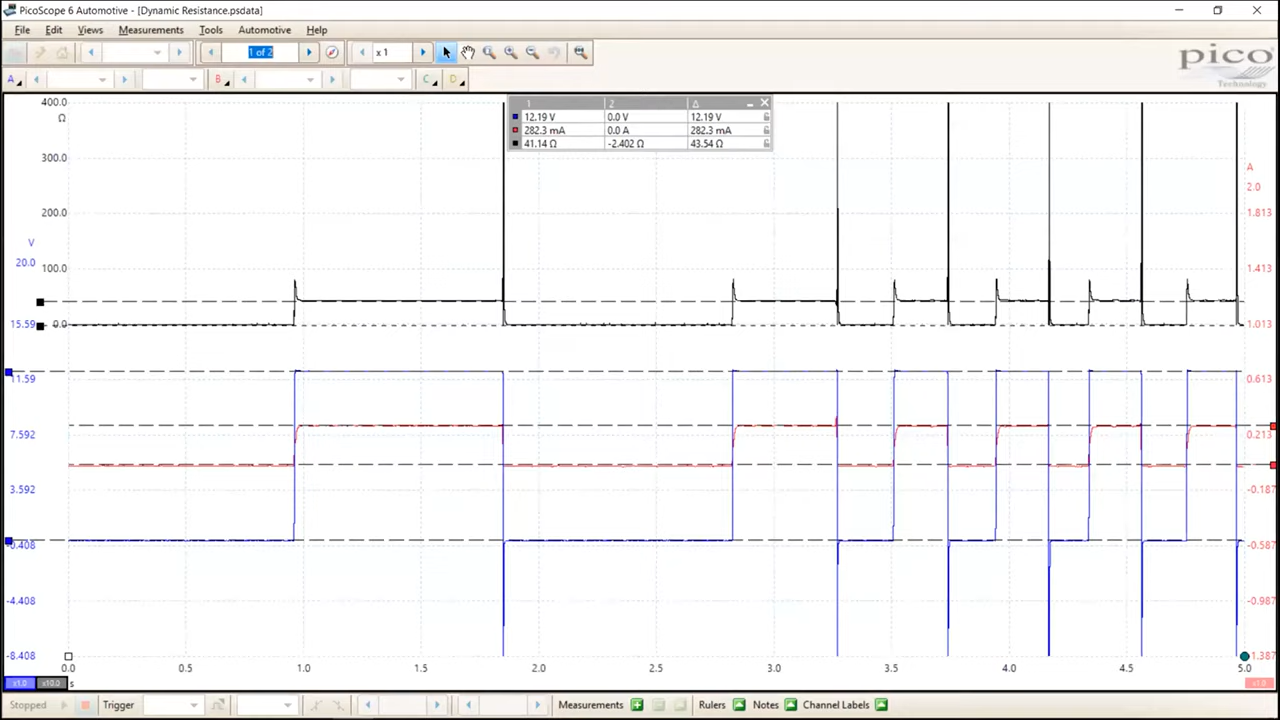 PicoScope 6 Automotive - [Dynamic Resistance.psdata]
File Edit Views Measurements Tools Automotive Help
1 of 2 x 1
pico
Technology
A B C D
400.0
Ω
300.0
200.0
100.0
0.0
V
20.0
15.59
11.59
7.592
3.592
-0.408
-4.408
-8.408
1 2 Δ
12.19 V 0.0 V 12.19 V
282.3 mA 0.0 A 282.3 mA
41.14 Ω -2.402 Ω 43.54 Ω
A
2.0
1.813
1.413
1.013
0.613
0.213
-0.187
-0.587
-0.987
-1.387
0.0 0.5 1.0 1.5 2.0 2.5 3.0 3.5 4.0 4.5 5.0
x1.0 x10.0 s x1.0
Stopped Trigger Measurements Rulers Notes Channel Labels